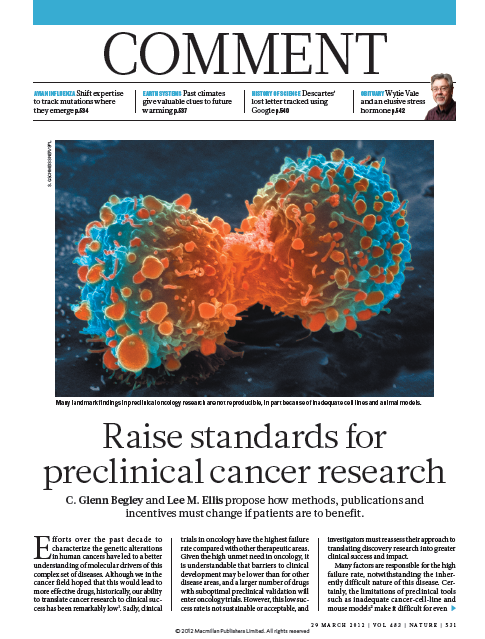 COMMENT
AVIAN INFLUENZA Shift expertise
to track mutations where
they emerge p.534
EARTH SYSTEMS Past climates
give valuable clues to future
warming p.537
HISTORY OF SCIENCE Descartes'
lost letter tracked using
Google p.540
OBITUARY Wylie Vale
and an elusive stress
hormone p.542
Many landmark findings in preclinical oncology research are not reproducible, in part because of inadequate cell lines and animal models.
Raise standards for
preclinical cancer research
C. Glenn Begley and Lee M. Ellis propose how methods, publications and
incentives must change if patients are to benefit.
Efforts over the past decade to
characterize the genetic alterations
in human cancers have led to a better
understanding of molecular drivers of this
complex set of diseases. Although we in the
cancer field hoped that this would lead to
more effective drugs, historically, our ability
to translate cancer research to clinical suc-
cess has been remarkably low¹. Sadly, clinical
trials in oncology have the highest failure
rate compared with other therapeutic areas.
Given the high unmet need in oncology, it
is understandable that barriers to clinical
development may be lower than for other
disease areas, and a larger number of drugs
with suboptimal preclinical validation will
enter oncology trials. However, this low suc-
cess rate is not sustainable or acceptable, and
investigators must reassess their approach to
translating discovery research into greater
clinical success and impact.
Many factors are responsible for the high
failure rate, notwithstanding the inher-
ently difficult nature of this disease. Cer-
tainly, the limitations of preclinical tools
such as inadequate cancer-cell-line and
mouse models² make it difficult for even
29 MARCH 2012 | VOL 483 | NATURE | 531
© 2012 Macmillan Publishers Limited. All rights reserved